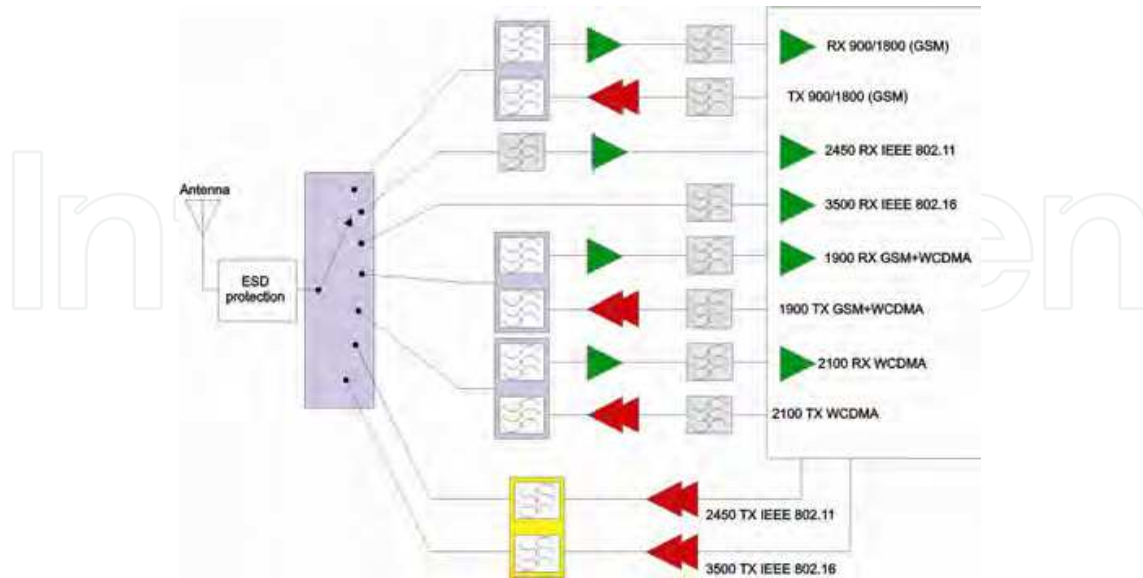 RX 900/1800 (GSM)
TX 900/1800 (GSM)
2450 RX IEEE 802.11
3500 RX IEEE 802.16
Antenna
1900 RX GSM+WCDMA
ESD
protection
1900 TX GSM+WCDMA
2100 RX WCDMA
2100 TX WCDMA
2450 TX IEEE 802.11
3500 TX IEEE 802.16